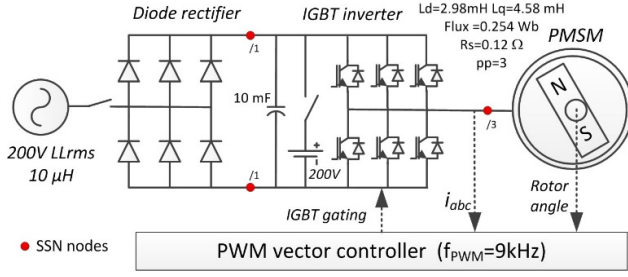 Diode rectifier
IGBT inverter
Ld=2.98mH Lq=4.58 mH
Flux =0.254 Wb
Rs=0.12 Ω
pp=3
PMSM
/1
10 mF
N
S
/3
200V LLrms
10 µH
+
200V
/1
IGBT gating
iabc
Rotor
angle
SSN nodes
PWM vector controller (fPWM=9kHz)